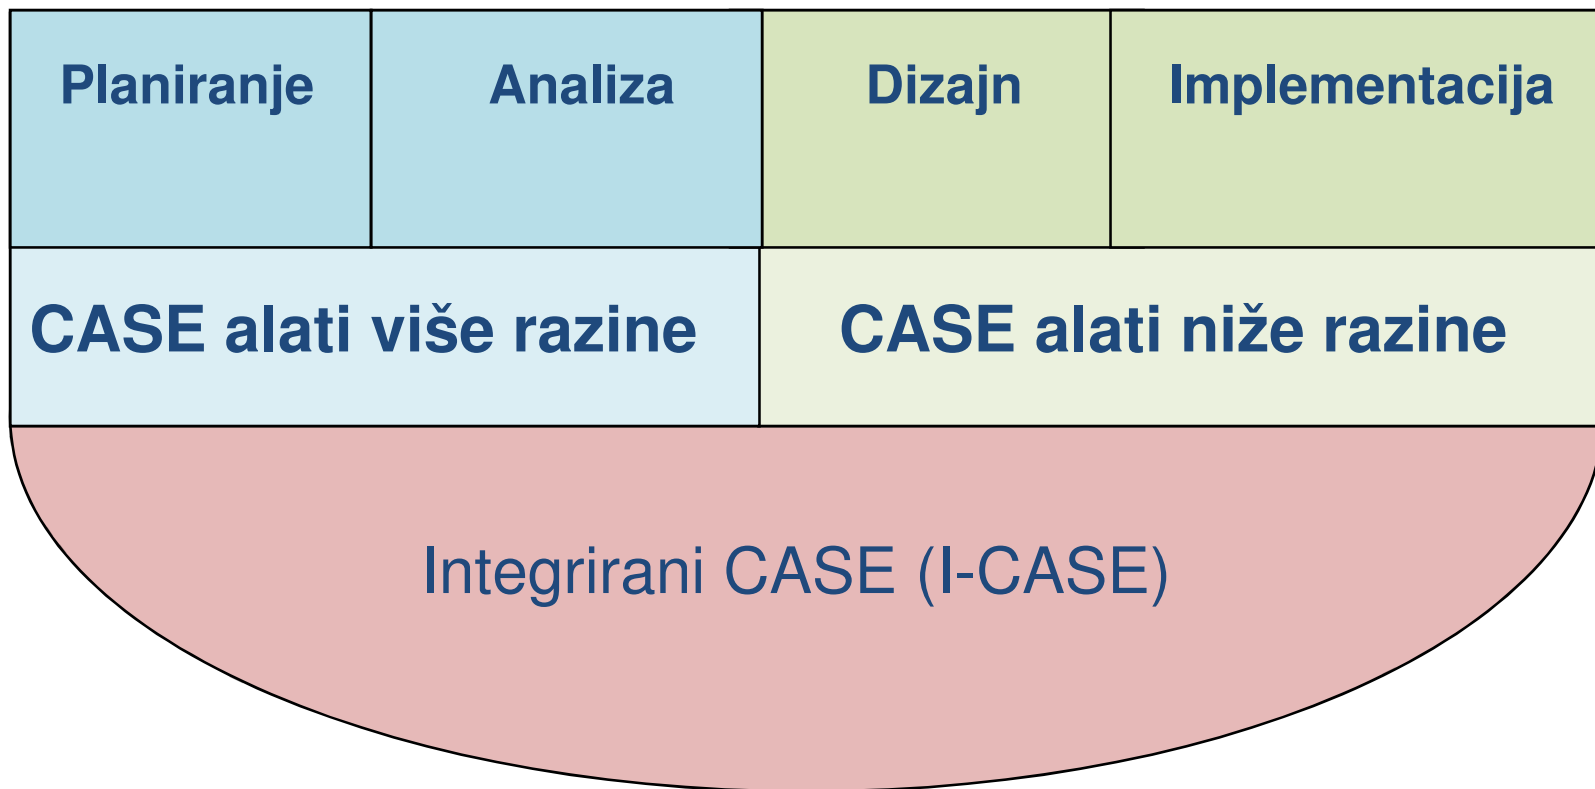 Planiranje
Analiza
Dizajn
Implementacija
CASE alati više razine
CASE alati niže razine
Integrirani CASE (I-CASE)